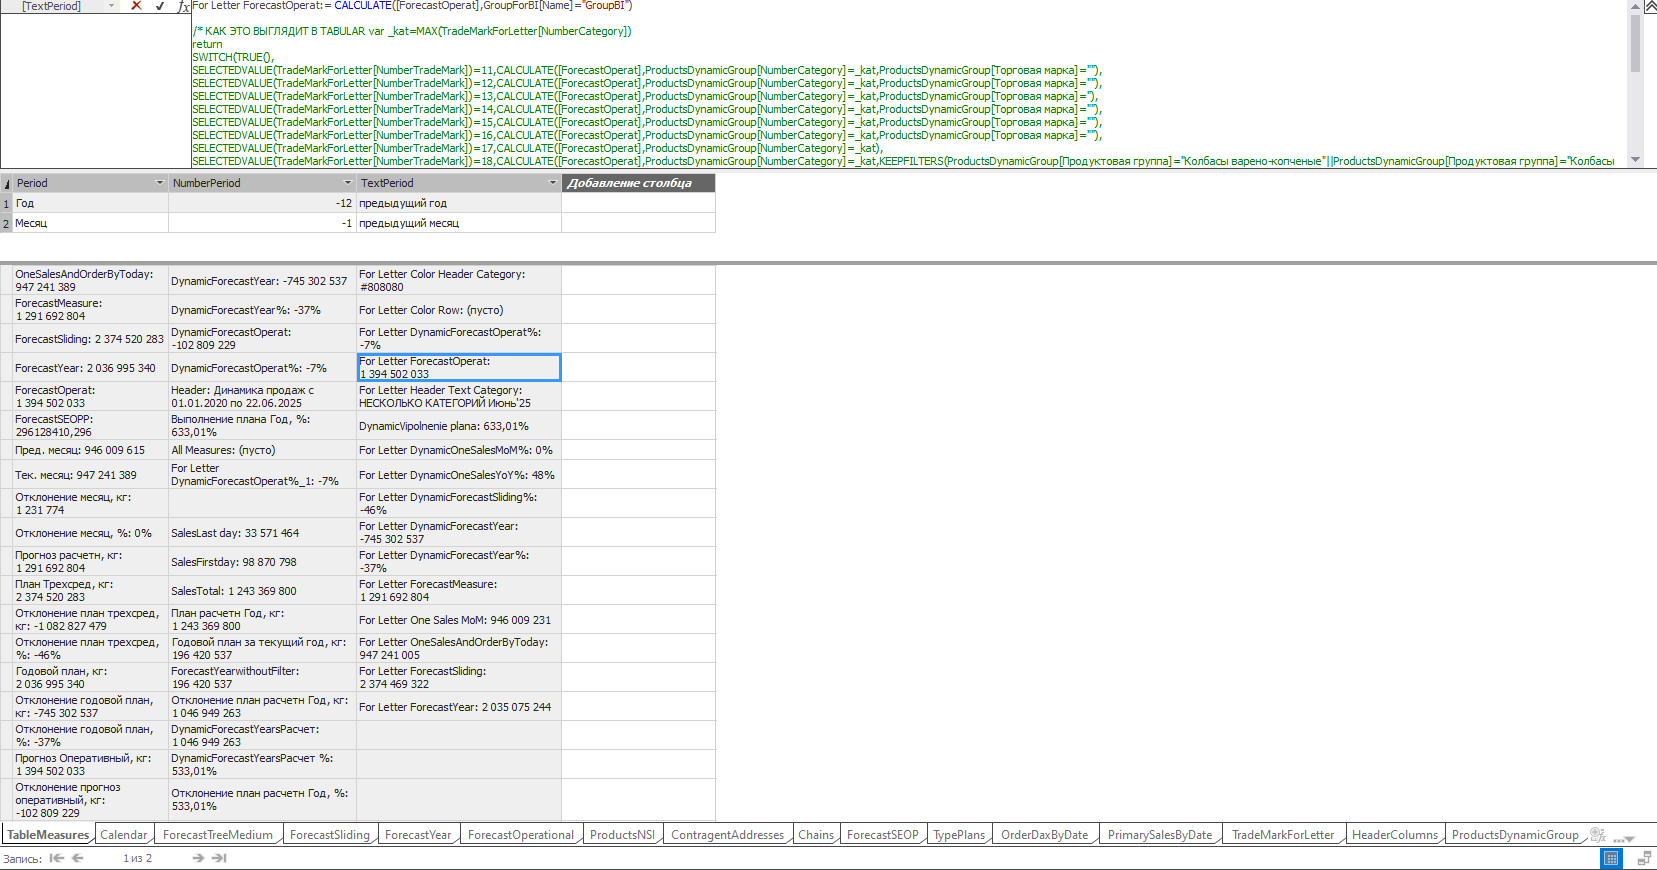 [TextPeriod]
For Letter ForecastOperat:= CALCULATE([ForecastOperat],GroupForBI[Name]="GroupBI")
/* КАК ЭТО ВЫГЛЯДИТ В TABULAR var _kat=MAX(TradeMarkForLetter[NumberCategory])
return
SWITCH(TRUE(),
SELECTEDVALUE(TradeMarkForLetter[NumberTradeMark])=11,CALCULATE([ForecastOperat],ProductsDynamicGroup[NumberCategory]=_kat,ProductsDynamicGroup[Торговая марка]=""),
SELECTEDVALUE(TradeMarkForLetter[NumberTradeMark])=12,CALCULATE([ForecastOperat],ProductsDynamicGroup[NumberCategory]=_kat,ProductsDynamicGroup[Торговая марка]=""),
SELECTEDVALUE(TradeMarkForLetter[NumberTradeMark])=13,CALCULATE([ForecastOperat],ProductsDynamicGroup[NumberCategory]=_kat,ProductsDynamicGroup[Торговая марка]="),
SELECTEDVALUE(TradeMarkForLetter[NumberTradeMark])=14,CALCULATE([ForecastOperat],ProductsDynamicGroup[NumberCategory]=_kat,ProductsDynamicGroup[Торговая марка]=""),
SELECTEDVALUE(TradeMarkForLetter[NumberTradeMark])=15,CALCULATE([ForecastOperat],ProductsDynamicGroup[NumberCategory]=_kat,ProductsDynamicGroup[Торговая марка]=""),
SELECTEDVALUE(TradeMarkForLetter[NumberTradeMark])=16,CALCULATE([ForecastOperat],ProductsDynamicGroup[NumberCategory]=_kat,ProductsDynamicGroup[Торговая марка]=""),
SELECTEDVALUE(TradeMarkForLetter[NumberTradeMark])=17,CALCULATE([ForecastOperat],ProductsDynamicGroup[NumberCategory]=_kat),
SELECTEDVALUE(TradeMarkForLetter[NumberTradeMark])=18,CALCULATE([ForecastOperat],ProductsDynamicGroup[NumberCategory]=_kat,KEEPFILTERS(ProductsDynamicGroup[Продуктовая группа]="Колбасы варено-копченые"||ProductsDynamicGroup[Продуктовая группа]="Колбасы
Period NumberPeriod TextPeriod Добавление столбца
1 Год -12 предыдущий год
2 Месяц -1 предыдущий месяц
OneSalesAndOrderByToday:
947 241 389
DynamicForecastYear: -745 302 537
For Letter Color Header Category:
#808080
ForecastMeasure:
1 291 692 804
DynamicForecastYear%: -37%
For Letter Color Row: (пусто)
ForecastSliding: 2 374 520 283
DynamicForecastOperat:
-102 809 229
For Letter DynamicForecastOperat%:
-7%
ForecastYear: 2 036 995 340
DynamicForecastOperat%: -7%
For Letter ForecastOperat:
1 394 502 033
ForecastOperat:
1 394 502 033
Header: Динамика продаж с
01.01.2020 по 22.06.2025
For Letter Header Text Category:
НЕСКОЛЬКО КАТЕГОРИЙ Июнь'25
ForecastSEOPP:
296128410,296
Выполнение плана Год, %:
633,01%
DynamicVipolnenie plana: 633,01%
Пред. месяц: 946 009 615
All Measures: (пусто)
For Letter DynamicOneSalesMoM%: 0%
Тек. месяц: 947 241 389
For Letter
DynamicForecastOperat%_1: -7%
For Letter DynamicOneSalesYoY%: 48%
Отклонение месяц, кг:
1 231 774
For Letter DynamicForecastSliding%:
-46%
Отклонение месяц, %: 0%
SalesLast day: 33 571 464
For Letter DynamicForecastYear:
-745 302 537
Прогноз расчетн, кг:
1 291 692 804
SalesFirstday: 98 870 798
For Letter DynamicForecastYear%:
-37%
План Трехсред, кг:
2 374 520 283
SalesTotal: 1 243 369 800
For Letter ForecastMeasure:
1 291 692 804
Отклонение план трехсред,
кг: -1 082 827 479
План расчетн Год, кг:
1 243 369 800
For Letter One Sales MoM: 946 009 231
Отклонение план трехсред,
%: -46%
Годовой план за текущий год, кг:
196 420 537
For Letter OneSalesAndOrderByToday:
947 241 005
Годовой план, кг:
2 036 995 340
ForecastYearwithoutFilter:
196 420 537
For Letter ForecastSliding:
2 374 469 322
Отклонение годовой план,
кг: -745 302 537
Отклонение план расчетн Год, кг:
1 046 949 263
For Letter ForecastYear: 2 035 075 244
Отклонение годовой план,
%: -37%
DynamicForecastYearsРасчет:
1 046 949 263
Прогноз Оперативный, кг:
1 394 502 033
DynamicForecastYearsРасчет %:
533,01%
Отклонение прогноз
оперативный, кг:
-102 809 229
Отклонение план расчетн Год, %:
533,01%
TableMeasures Calendar ForecastTreeMedium ForecastSliding ForecastYear ForecastOperational ProductsNSI ContragentAddresses Chains ForecastSEOP TypePlans OrderDaxByDate PrimarySalesByDate TradeMarkForLetter HeaderColumns ProductsDynamicGroup
Запись: 1 из 2